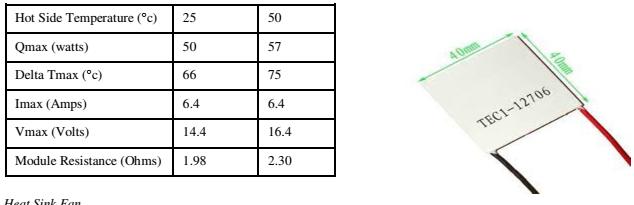 Hot Side Temperature (°c) 25 50
Qmax (watts) 50 57
Delta Tmax (°c) 66 75
Imax (Amps) 6.4 6.4
Vmax (Volts) 14.4 16.4
Module Resistance (Ohms) 1.98 2.30
40mm
40mm
TEC1-12706
Heat Sink Fan